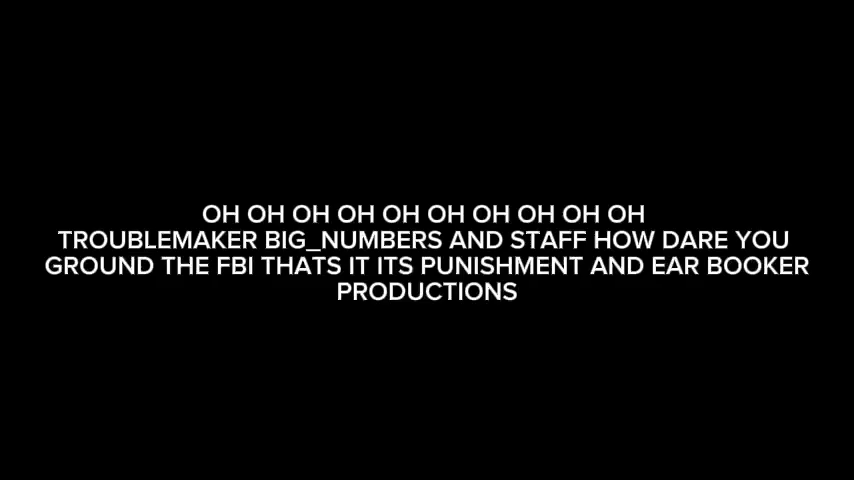 OH OH OH OH OH OH OH OH OH OH
TROUBLEMAKER BIG_NUMBERS AND STAFF HOW DARE YOU
GROUND THE FBI THATS IT ITS PUNISHMENT AND EAR BOOKER
PRODUCTIONS